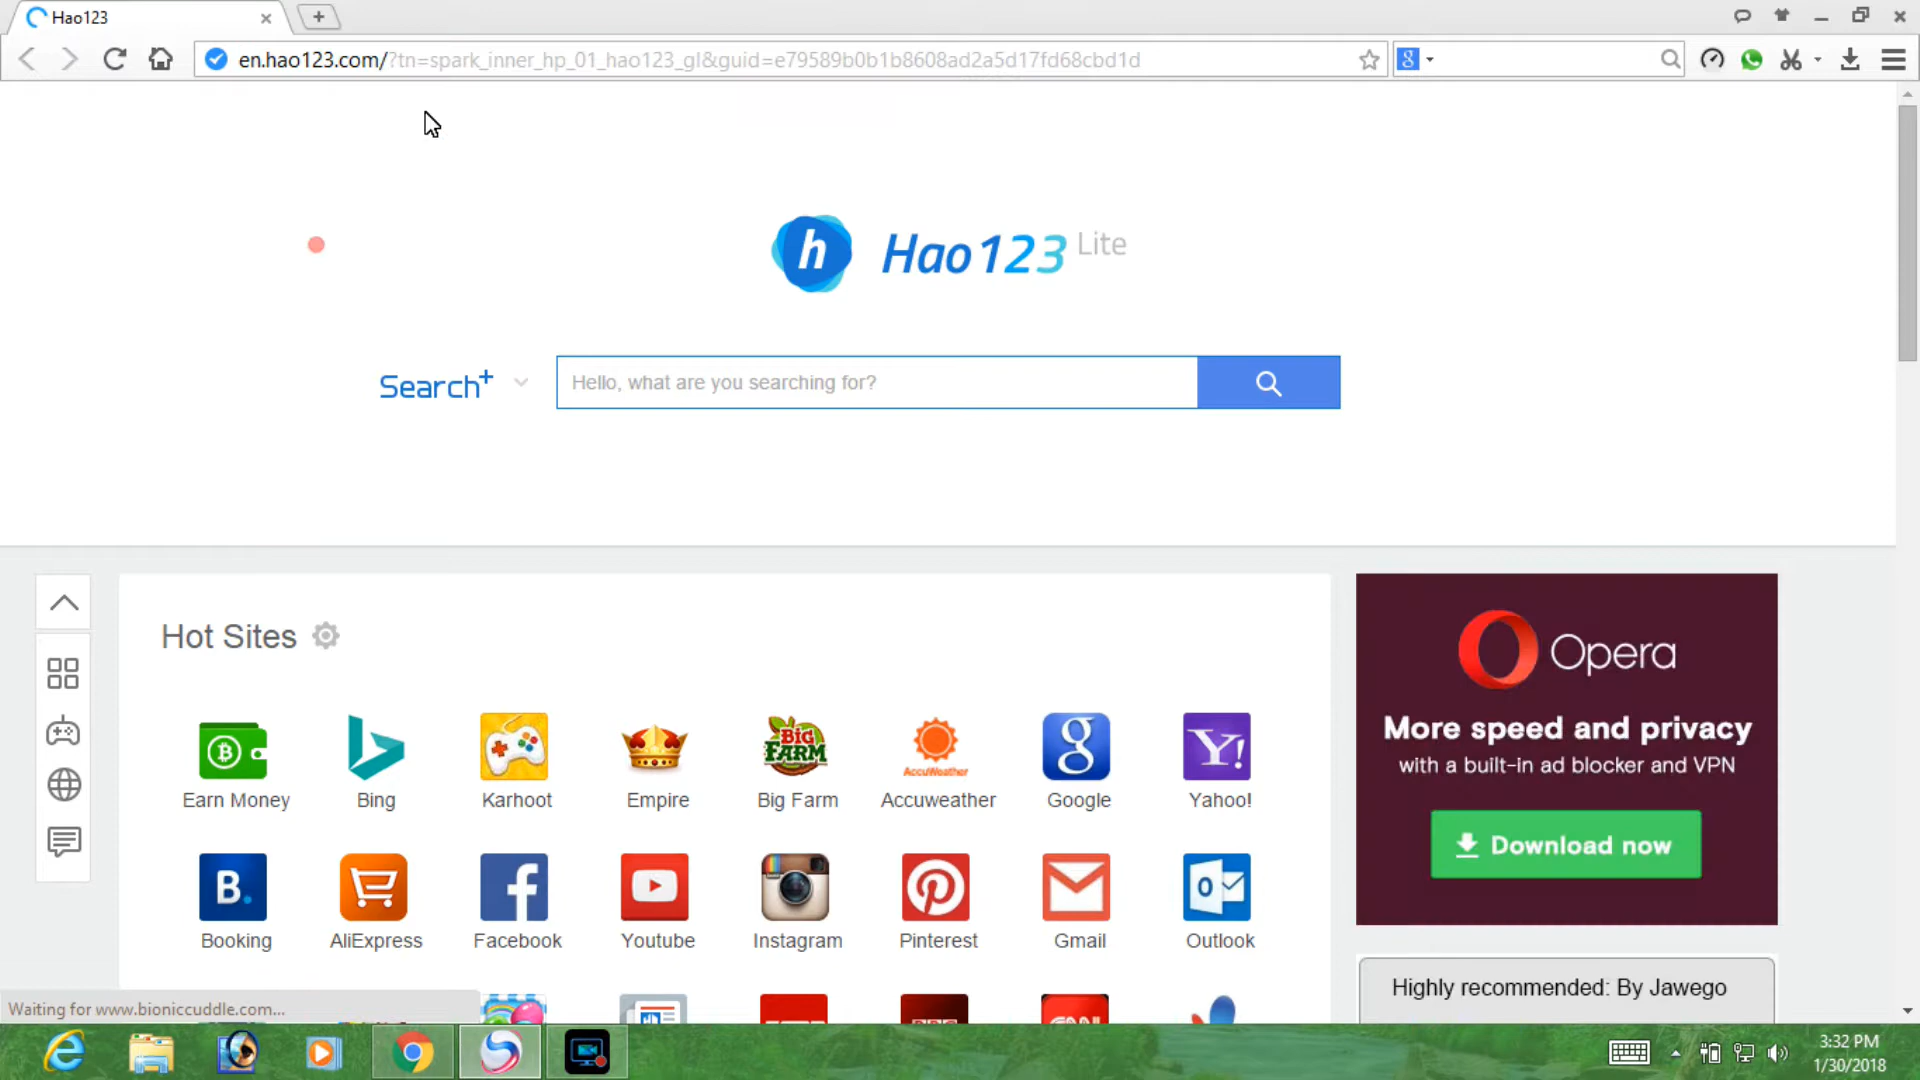 Hao123
en.hao123.com/?tn=spark_inner_hp_01_hao123_gl&guid=e79589b0b1b8608ad2a5d17fd68cbd1d
h Hao123 Lite
Search+
Hello, what are you searching for?
Hot Sites
Earn Money
Bing
Karhoot
Empire
BIG FARM
Big Farm
AccuWeather
Accuweather
Google
Yahoo!
Booking
AliExpress
Facebook
Youtube
Instagram
Pinterest
Gmail
Outlook
Opera
More speed and privacy
with a built-in ad blocker and VPN
Download now
Highly recommended: By Jawego
Waiting for www.bioniccuddle.com...
3:32 PM
1/30/2018